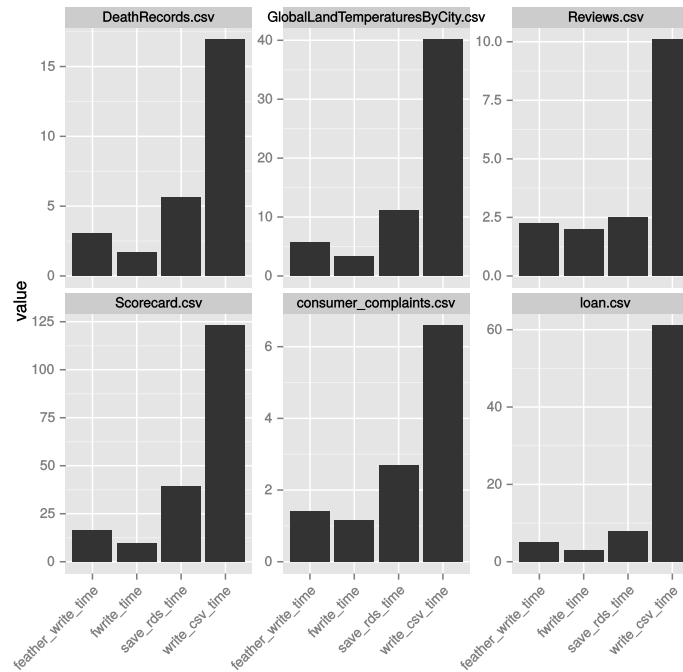 DeathRecords.csv
GlobalLandTemperaturesByCity.csv
Reviews.csv
15
10
5
0
40
30
20
10
0
10.0
7.5
5.0
2.5
0.0
value
Scorecard.csv
consumer_complaints.csv
loan.csv
125
100
75
50
25
0
6
4
2
0
60
40
20
0
feather_write_time
fwrite_time
save_rds_time
write_csv_time
feather_write_time
fwrite_time
save_rds_time
write_csv_time
feather_write_time
fwrite_time
save_rds_time
write_csv_time